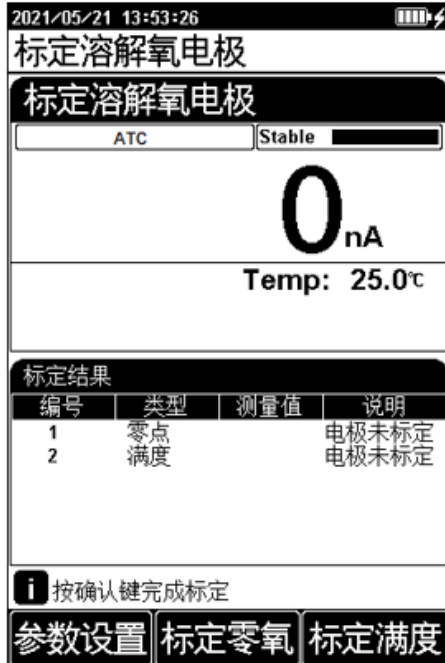 2021/05/21 13:53:26
标定溶解氧电极
标定溶解氧电极
ATC Stable
0nA
Temp: 25.0℃
标定结果
编号 类型 测量值 说明
1 零点 电极未标定
2 满度 电极未标定
i 按确认键完成标定
参数设置 标定零氧 标定满度